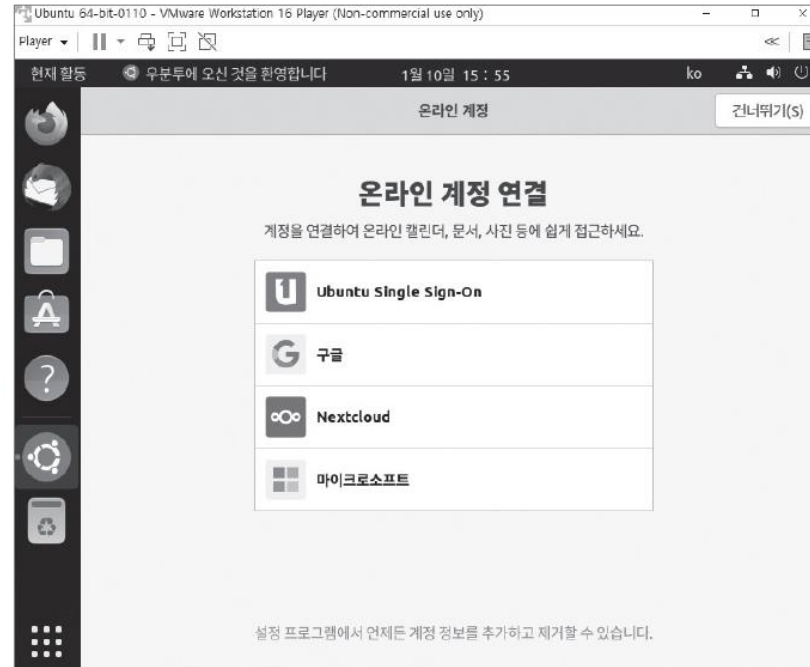 Ubuntu 64-bit-0110 - VMware Workstation 16 Player (Non-commercial use only)
Player
현재 활동 우분투에 오신 것을 환영합니다 1월 10일 15 : 55 ko
온라인 계정 건너뛰기(S)
온라인 계정 연결
계정을 연결하여 온라인 캘린더, 문서, 사진 등에 쉽게 접근하세요.
Ubuntu Single Sign-On
구글
Nextcloud
마이크로소프트
설정 프로그램에서 언제든 계정 정보를 추가하고 제거할 수 있습니다.